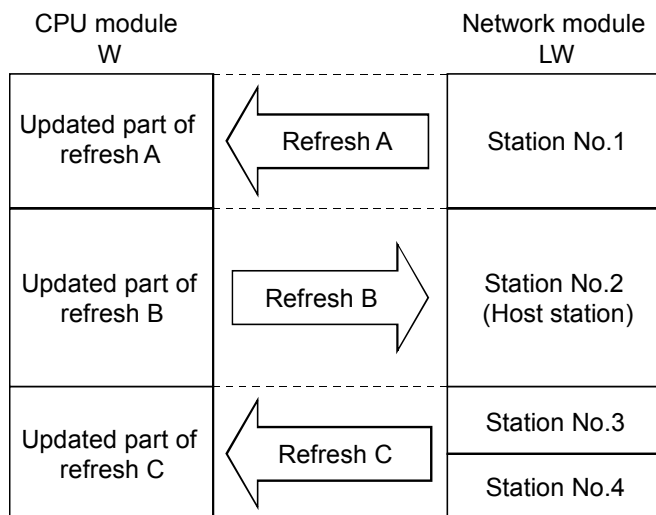 CPU module
W
Network module
LW
Updated part of
refresh A
Refresh A
Station No.1
Updated part of
refresh B
Refresh B
Station No.2
(Host station)
Updated part of
refresh C
Refresh C
Station No.3
Station No.4